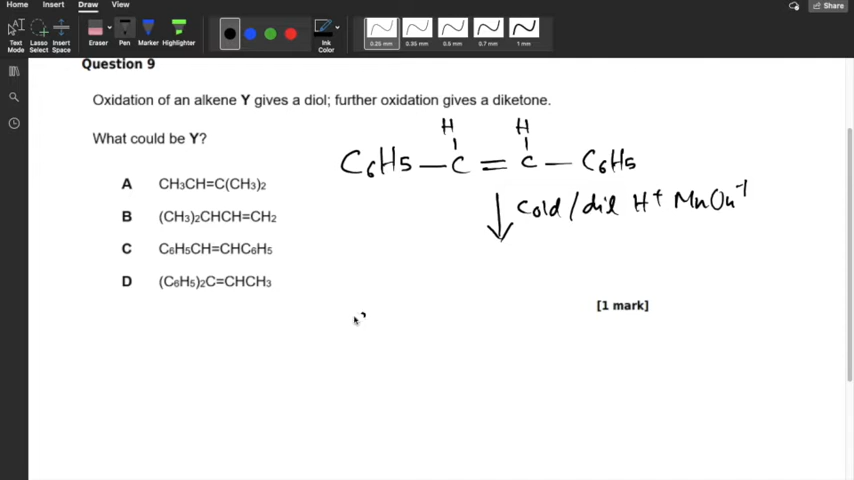 Home Insert Draw View Share
Text Mode
Lasso Select
Insert Space
Eraser
Pen
Marker
Highlighter
Ink Color
0.25 mm
0.35 mm
0.5 mm
0.7 mm
1 mm
Question 9
Oxidation of an alkene Y gives a diol; further oxidation gives a diketone.
What could be Y?
A CH3CH=C(CH3)2
B (CH3)2CHCH=CH2
C C6H5CH=CHC6H5
D (C6H5)2C=CHCH3
H H
C6H5—C=C—C6H5
cold/dil H+ MnO4-1
[1 mark]